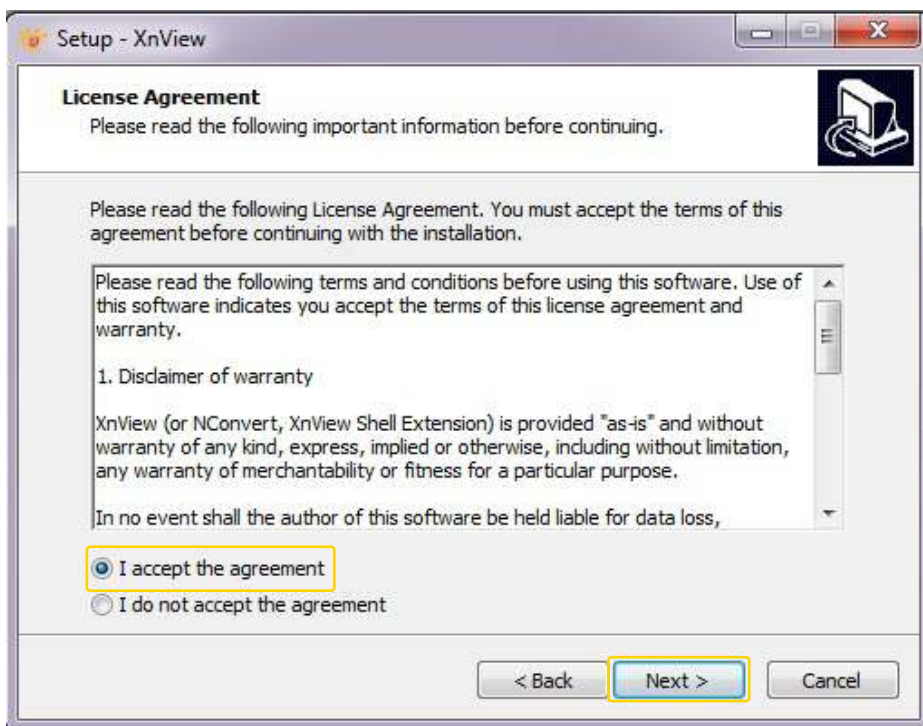 Setup - XnView
License Agreement
Please read the following important information before continuing.
Please read the following License Agreement. You must accept the terms of this
agreement before continuing with the installation.
Please read the following terms and conditions before using this software. Use of
this software indicates you accept the terms of this license agreement and
warranty.
1. Disclaimer of warranty
XnView (or NConvert, XnView Shell Extension) is provided "as-is" and without
warranty of any kind, express, implied or otherwise, including without limitation,
any warranty of merchantability or fitness for a particular purpose.
In no event shall the author of this software be held liable for data loss,
I accept the agreement
I do not accept the agreement
< Back Next > Cancel